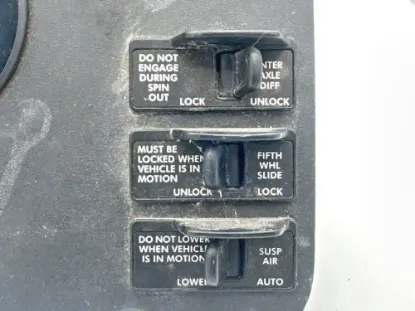 DO NOT
ENGAGE
DURING
SPIN
OUT
NTER
AXLE
DIFF
LOCK UNLOCK
MUST BE
LOCKED WHEN
VEHICLE IS IN
MOTION
FIFTH
WHL
SLIDE
UNLOCK LOCK
DO NOT LOWER
WHEN VEHICLE
IS IN MOTION
SUSP
AIR
LOWER AUTO